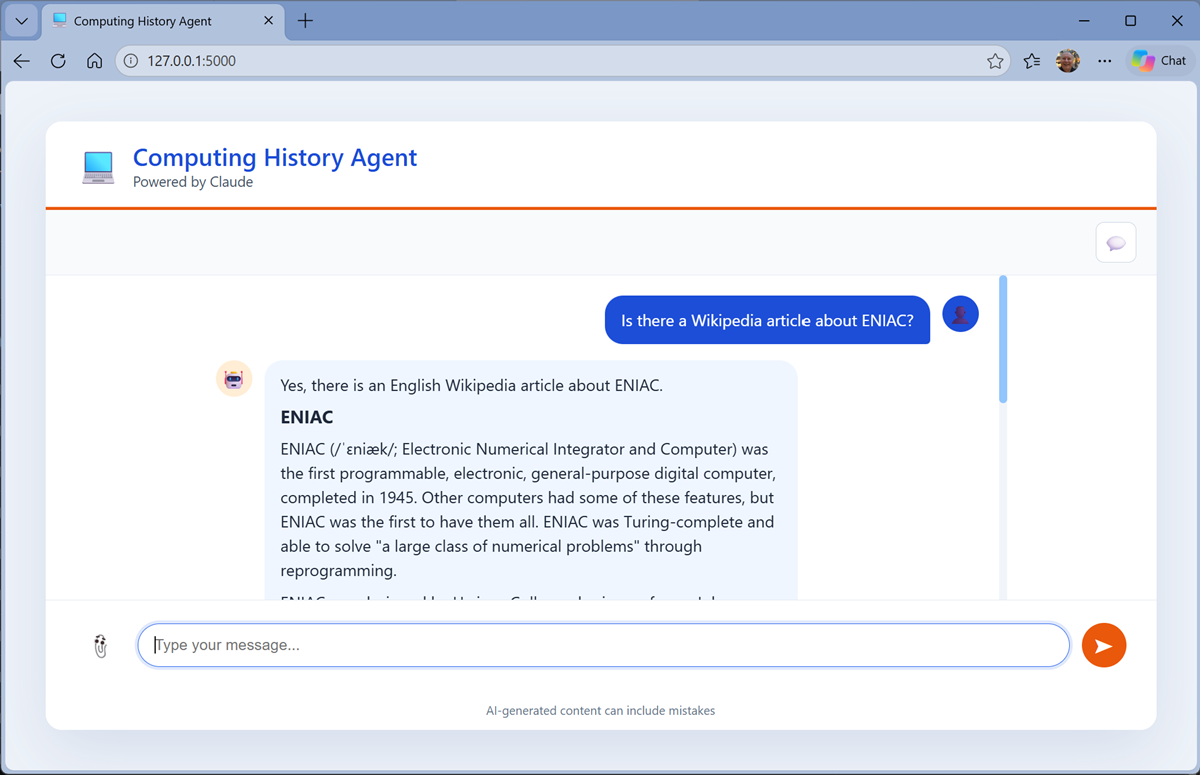 Computing History Agent
127.0.0.1:5000
Chat
Computing History Agent
Powered by Claude
Is there a Wikipedia article about ENIAC?
Yes, there is an English Wikipedia article about ENIAC.
ENIAC
ENIAC (/ˈɛniæk/; Electronic Numerical Integrator and Computer) was
the first programmable, electronic, general-purpose digital computer,
completed in 1945. Other computers had some of these features, but
ENIAC was the first to have them all. ENIAC was Turing-complete and
able to solve "a large class of numerical problems" through
reprogramming.
Type your message...
AI-generated content can include mistakes